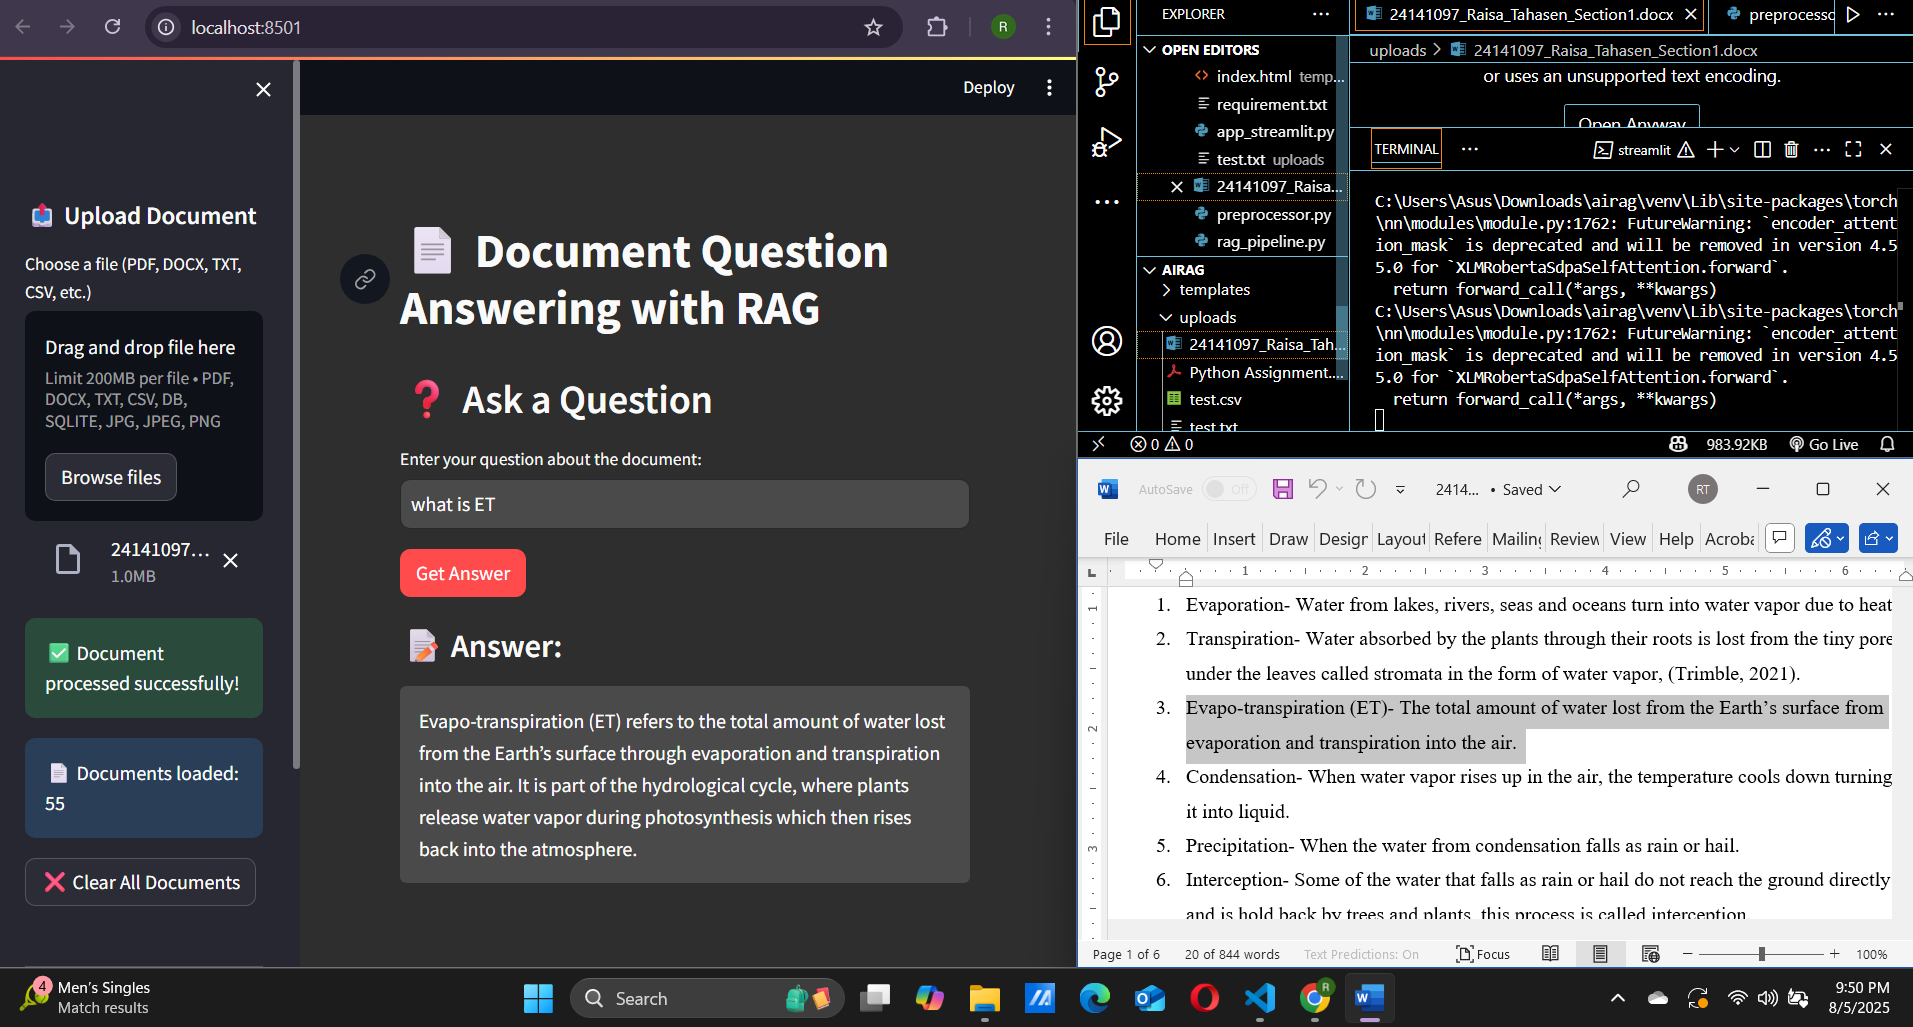 localhost:8501
R
Deploy
Upload Document
Choose a file (PDF, DOCX, TXT,
CSV, etc.)
Drag and drop file here
Limit 200MB per file • PDF,
DOCX, TXT, CSV, DB,
SQLITE, JPG, JPEG, PNG
Browse files
24141097...
1.0MB
Document
processed successfully!
Documents loaded:
55
Clear All Documents
Document Question
Answering with RAG
Ask a Question
Enter your question about the document:
what is ET
Get Answer
Answer:
Evapo-transpiration (ET) refers to the total amount of water lost
from the Earth’s surface through evaporation and transpiration
into the air. It is part of the hydrological cycle, where plants
release water vapor during photosynthesis which then rises
back into the atmosphere.
EXPLORER
OPEN EDITORS
index.html temp...
requirement.txt
app_streamlit.py
test.txt uploads
24141097_Raisa...
preprocessor.py
rag_pipeline.py
AIRAG
templates
uploads
24141097_Raisa_Tah...
Python Assignment....
test.csv
test.txt
24141097_Raisa_Tahasen_Section1.docx
preprocessc
uploads > 24141097_Raisa_Tahasen_Section1.docx
or uses an unsupported text encoding.
Open Anyway
TERMINAL
streamlit
C:\Users\Asus\Downloads\airag\venv\Lib\site-packages\torch
\nn\modules\module.py:1762: FutureWarning: `encoder_attent
ion_mask` is deprecated and will be removed in version 4.5
5.0 for `XLMRobertaSdpaSelfAttention.forward`.
return forward_call(*args, **kwargs)
C:\Users\Asus\Downloads\airag\venv\Lib\site-packages\torch
\nn\modules\module.py:1762: FutureWarning: `encoder_attent
ion_mask` is deprecated and will be removed in version 4.5
5.0 for `XLMRobertaSdpaSelfAttention.forward`.
return forward_call(*args, **kwargs)
0 0
983.92KB
Go Live
AutoSave Off
2414... • Saved
RT
File Home Insert Draw Design Layout Refere Mailing Review View Help Acroba
1 2 3 4 5 6
1. Evaporation- Water from lakes, rivers, seas and oceans turn into water vapor due to heat
2. Transpiration- Water absorbed by the plants through their roots is lost from the tiny pore
under the leaves called stromata in the form of water vapor, (Trimble, 2021).
3. Evapo-transpiration (ET)- The total amount of water lost from the Earth’s surface from
evaporation and transpiration into the air.
4. Condensation- When water vapor rises up in the air, the temperature cools down turning
it into liquid.
5. Precipitation- When the water from condensation falls as rain or hail.
6. Interception- Some of the water that falls as rain or hail do not reach the ground directly
and is hold back by trees and plants, this process is called interception
1
2
3
Page 1 of 6 20 of 844 words Text Predictions: On Focus 100%
4
Men's Singles
Match results
Search
R
9:50 PM
8/5/2025